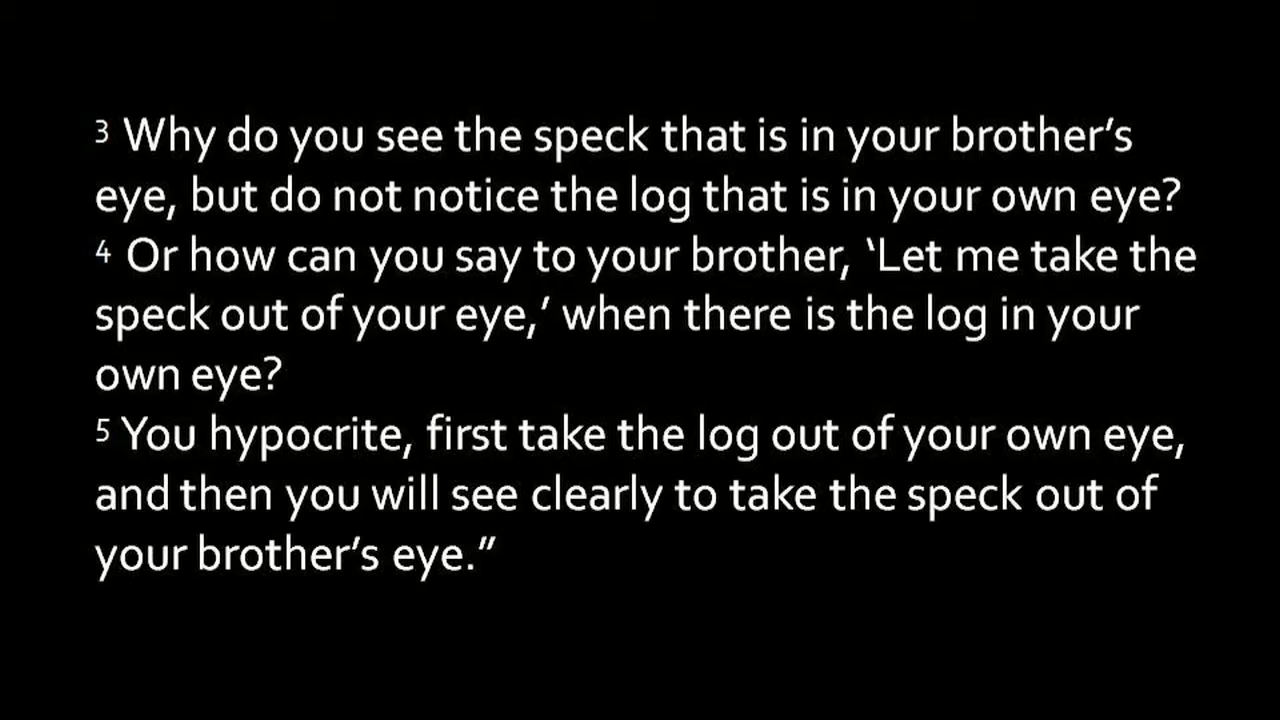 3 Why do you see the speck that is in your brother’s
eye, but do not notice the log that is in your own eye?
4 Or how can you say to your brother, ‘Let me take the
speck out of your eye,’ when there is the log in your
own eye?
5 You hypocrite, first take the log out of your own eye,
and then you will see clearly to take the speck out of
your brother’s eye.”